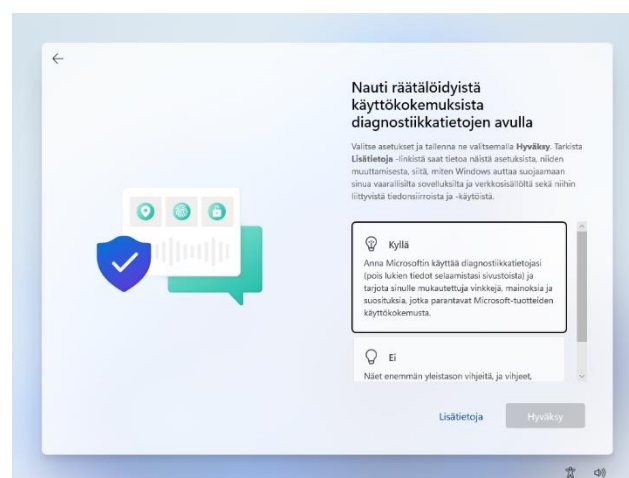 Nauti räätälöidyistä
käyttökokemuksista
diagnostiikkatietojen avulla
Valitse asetukset ja tallenna ne valitsemalla Hyväksy. Tarkista
Lisätietoja -linkistä saat tietoa näistä asetuksista, niiden
muuttamisesta, siitä, miten Windows auttaa suojaamaan
sinua vaarallisilta sovelluksilta ja verkkosisällöltä sekä niihin
liittyvistä tiedonsiirroista ja -käytöistä.
Kyllä
Anna Microsoftin käyttää diagnostiikkatietojasi
(pois lukien tiedot selaamistasi sivustoista) ja
tarjota sinulle mukautettuja vinkkejä, mainoksia ja
suosituksia, jotka parantavat Microsoft-tuotteiden
käyttökokemusta.
Ei
Näet enemmän yleistason vihjeitä, ja vihjeet,
Lisätietoja
Hyväksy